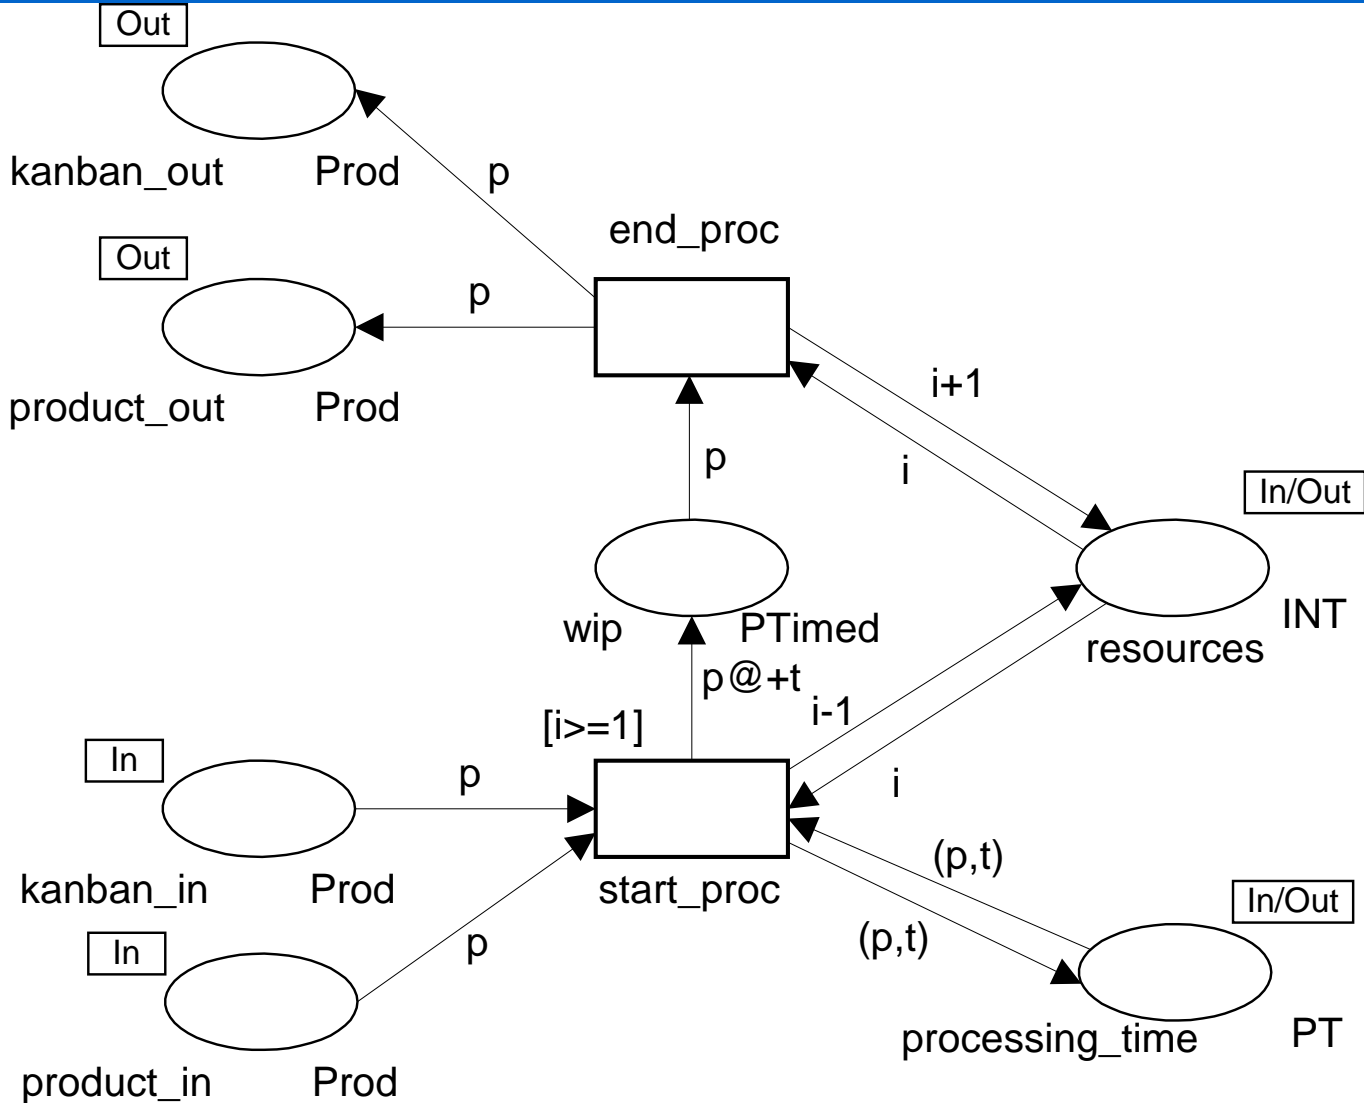 Out
kanban_out Prod
p
end_proc
Out
p
product_out Prod
i+1
i
p
In/Out
wip PTimed
INT
resources
p@+t
[i>=1]
i-1
In
p
i
kanban_in Prod
start_proc
(p,t)
In/Out
In
p
(p,t)
processing_time PT
product_in Prod